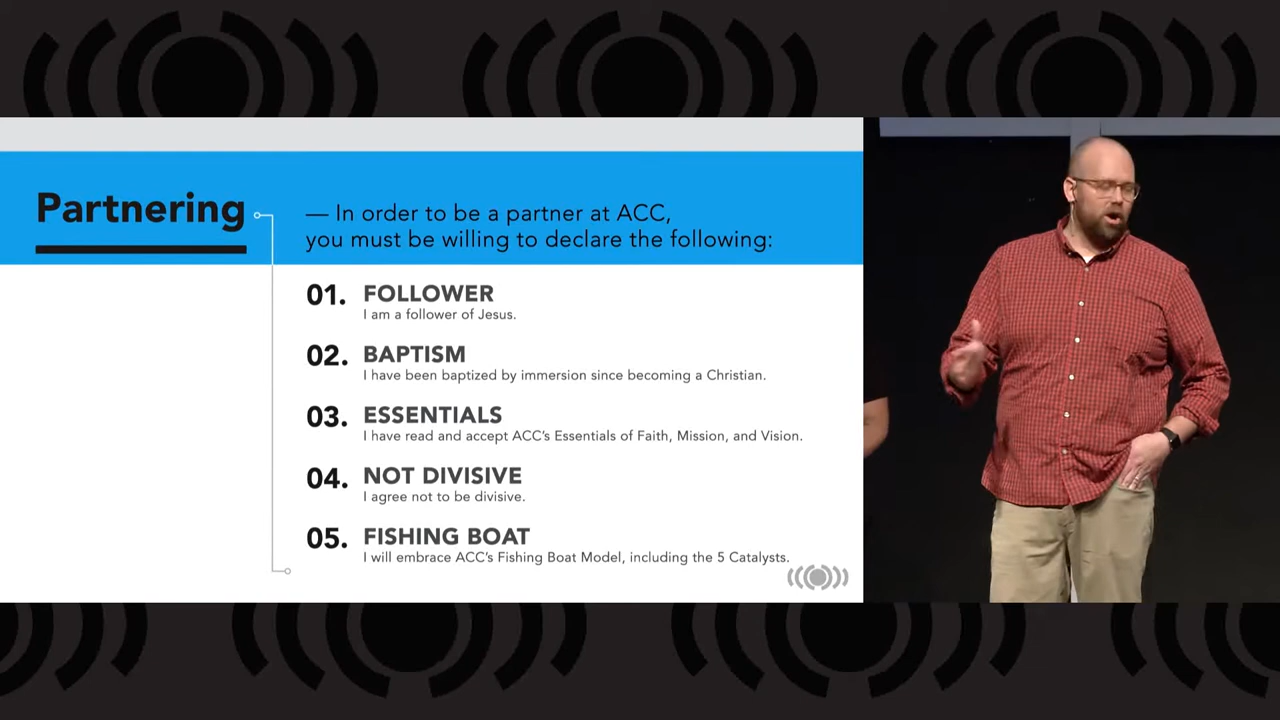 Partnering
— In order to be a partner at ACC,
you must be willing to declare the following:
01. FOLLOWER
I am a follower of Jesus.
02. BAPTISM
I have been baptized by immersion since becoming a Christian.
03. ESSENTIALS
I have read and accept ACC's Essentials of Faith, Mission, and Vision.
04. NOT DIVISIVE
I agree not to be divisive.
05. FISHING BOAT
I will embrace ACC's Fishing Boat Model, including the 5 Catalysts.